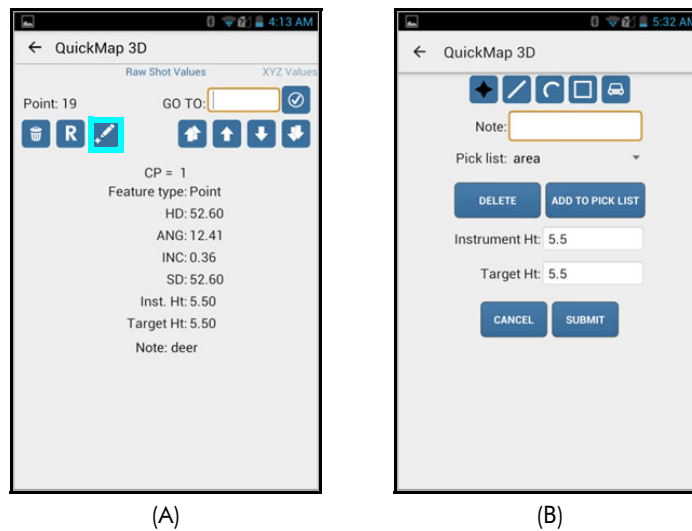 4:13 AM
QuickMap 3D
Raw Shot Values XYZ Values
Point: 19 GO TO:
R
CP = 1
Feature type: Point
HD: 52.60
ANG: 12.41
INC: 0.36
SD: 52.60
Inst. Ht: 5.50
Target Ht: 5.50
Note: deer
(A)
5:32 AM
QuickMap 3D
Note:
Pick list: area
DELETE ADD TO PICK LIST
Instrument Ht: 5.5
Target Ht: 5.5
CANCEL SUBMIT
(B)